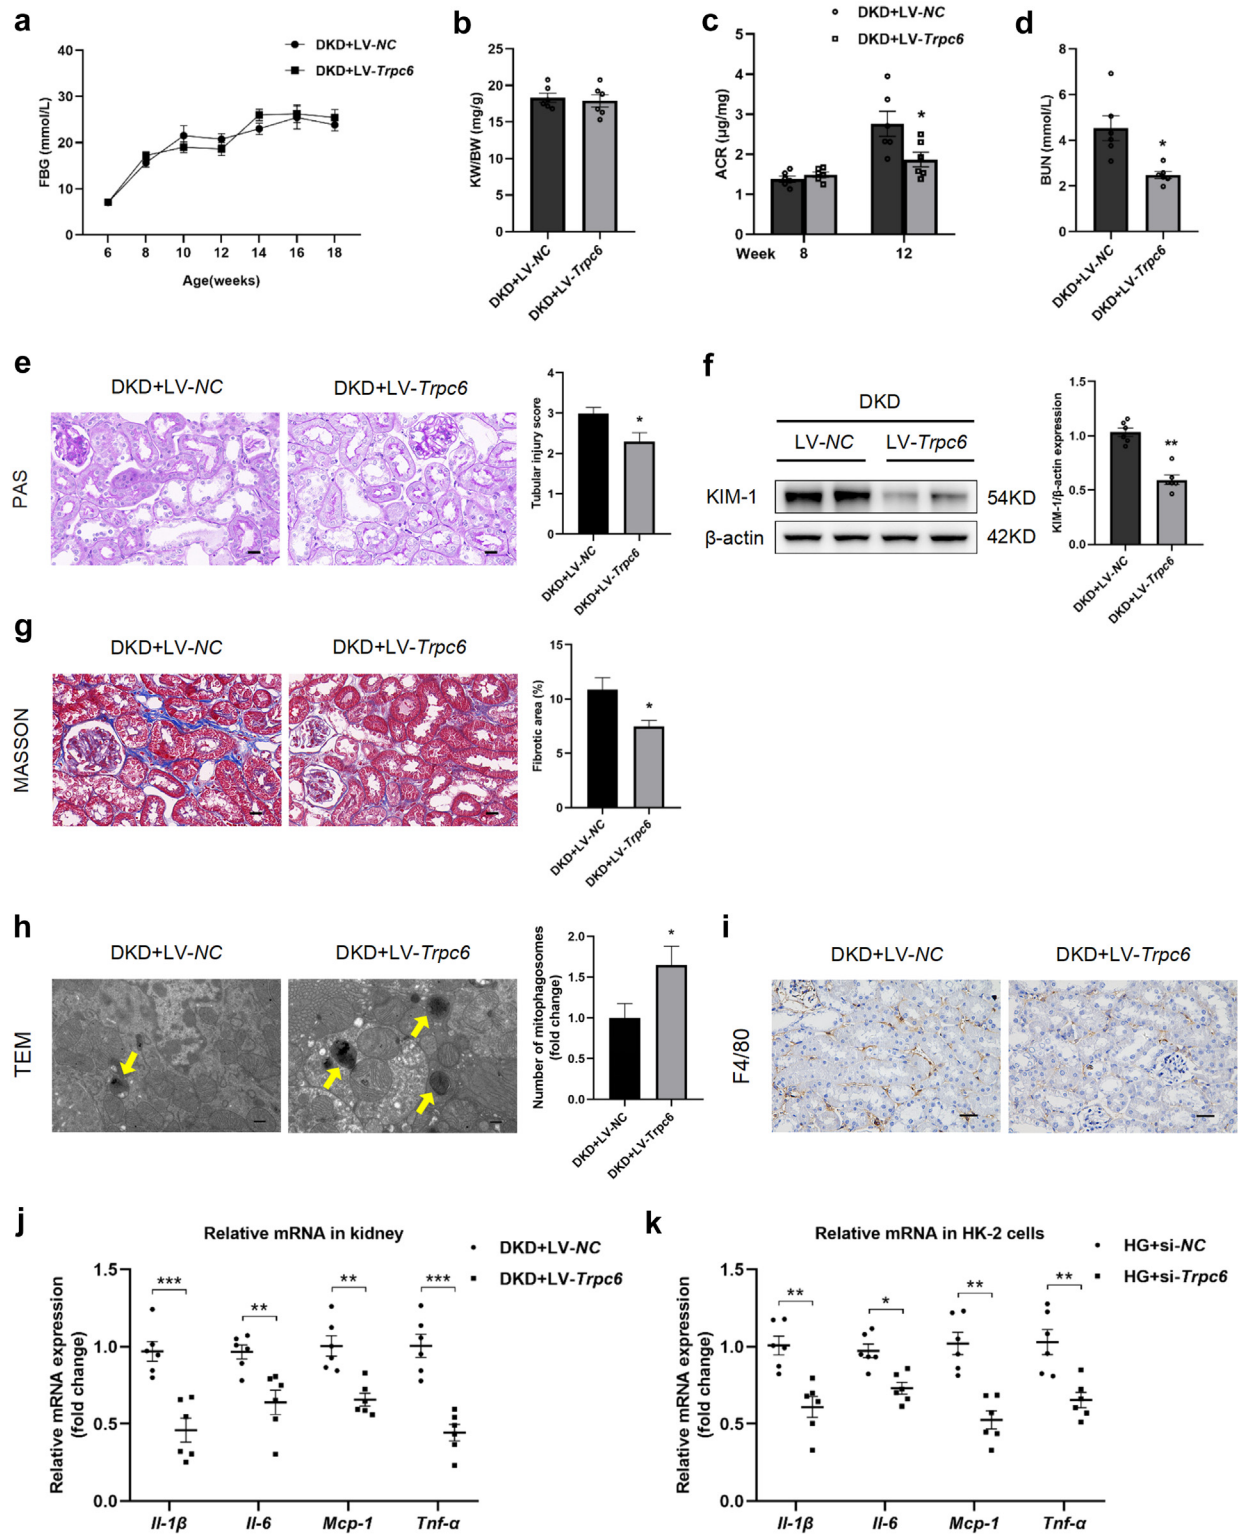 a
DKD+LV-NC
DKD+LV-Trpc6
FBG (mmol/L)
40
30
20
10
0
6 8 10 12 14 16 18
Age(weeks)
b
KW/BW (mg/g)
25
20
15
10
5
0
DKD+LV-NC
DKD+LV-Trpc6
c
DKD+LV-NC
DKD+LV-Trpc6
ACR (μg/mg)
5
4
3
2
1
0
*
Week 8 12
d
BUN (mmol/L)
8
6
4
2
0
*
DKD+LV-NC
DKD+LV-Trpc6
e
DKD+LV-NC
DKD+LV-Trpc6
PAS
Tubular injury score
4
3
2
1
0
*
DKD+LV-NC
DKD+LV-Trpc6
f
DKD
LV-NC LV-Trpc6
KIM-1 54KD
β-actin 42KD
KIM-1/β-actin expression
1.5
1.0
0.5
0.0
**
DKD+LV-NC
DKD+LV-Trpc6
g
DKD+LV-NC
DKD+LV-Trpc6
MASSON
Fibrotic area (%)
15
10
5
0
*
DKD+LV-NC
DKD+LV-Trpc6
h
DKD+LV-NC
DKD+LV-Trpc6
TEM
Number of mitophagosomes
(fold change)
2.0
1.5
1.0
0.5
0.0
*
DKD+LV-NC
DKD+LV-Trpc6
i
DKD+LV-NC
DKD+LV-Trpc6
F4/80
j
Relative mRNA in kidney
DKD+LV-NC
DKD+LV-Trpc6
Relative mRNA expression
(fold change)
1.5
1.0
0.5
0.0
*** ** ** ***
Il-1β Il-6 Mcp-1 Tnf-α
k
Relative mRNA in HK-2 cells
HG+si-NC
HG+si-Trpc6
Relative mRNA expression
(fold change)
1.5
1.0
0.5
0.0
** * ** **
Il-1β Il-6 Mcp-1 Tnf-α